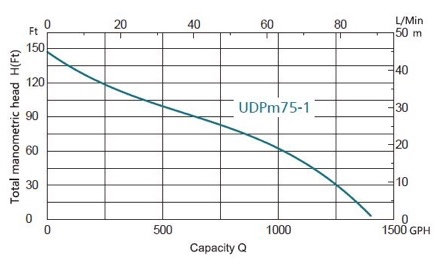 0 20 40 60 80 L/Min
Ft 50 m
150
40
120
UDPm75-1
90 30
60 20
30 10
0 0
0 500 1000 1500 GPH
Capacity Q
Total manometric head H(Ft)